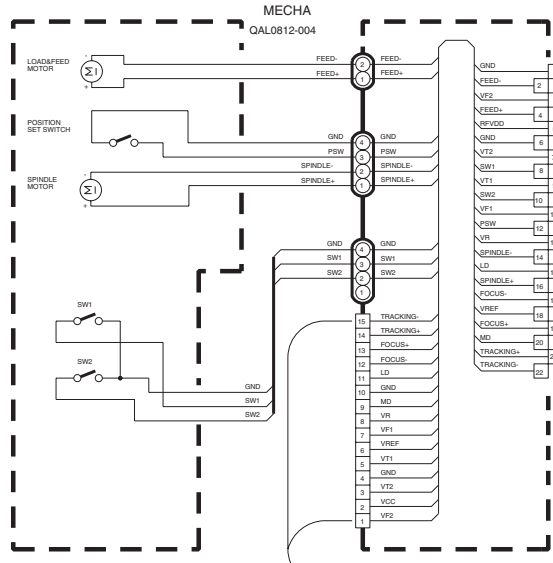 MECHA
QAL0812-004
LOAD&FEED
MOTOR
-
+
FEED- 2 FEED-
FEED+ 1 FEED+
POSITION
SET SWITCH
GND 4 GND
PSW 3 PSW
SPINDLE- 2 SPINDLE-
SPINDLE+ 1 SPINDLE+
SPINDLE
MOTOR
-
+
GND 4 GND
SW1 3 SW1
SW2 2 SW2
1
SW1
SW2
GND
SW1
SW2
15 TRACKING-
14 TRACKING+
13 FOCUS+
12 FOCUS-
11 LD
10 GND
9 MD
8 VR
7 VF1
6 VREF
5 VT1
4 GND
3 VT2
2 VCC
1 VF2
GND
FEED- 2
VF2
FEED+ 4
RFVDD
GND 6
VT2
SW1 8
VT1
SW2 10
VF1
PSW 12
VR
SPINDLE- 14
LD
SPINDLE+ 16
FOCUS-
VREF 18
FOCUS+
MD 20
TRACKING+
TRACKING- 22